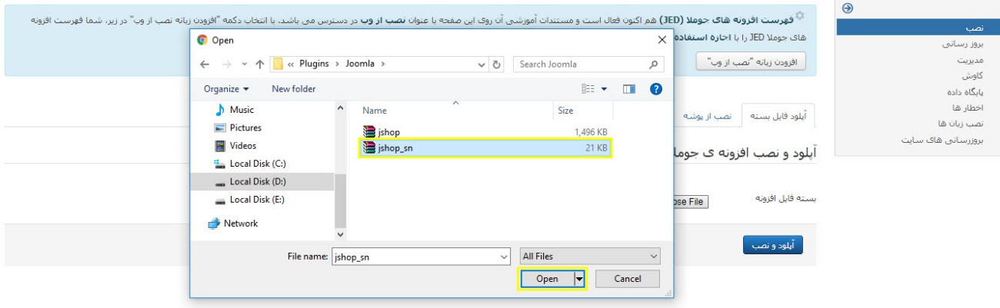 فهرست افزونه های جوملا (JED) هم اکنون فعال است و مستندات آموزشی آن روی این صفحه با عنوان نصب از وب در دسترس می باشد، با انتخاب دکمه "افزودن زبانه نصب از وب" در زیر، شما فهرست افزونه
های جوملا JED را با اجازه استفاده
افزودن زبانه "نصب از وب"
نصب
بروز رسانی
مدیریت
کاوش
پایگاه داده
اخطار ها
نصب زبان ها
بروزرسانی های سایت
آپلود فایل بسته
نصب از پوشه
آپلود و نصب افزونه ی جوملا
بسته فایل افزونه
ose File
آپلود و نصب
Open
« Plugins > Joomla >
Search Joomla
Organize
New folder
Music
Pictures
Videos
Local Disk (C:)
Local Disk (D:)
Local Disk (E:)
Network
Name Size
jshop 1,496 KB
jshop_sn 21 KB
File name: jshop_sn
All Files
Open
Cancel